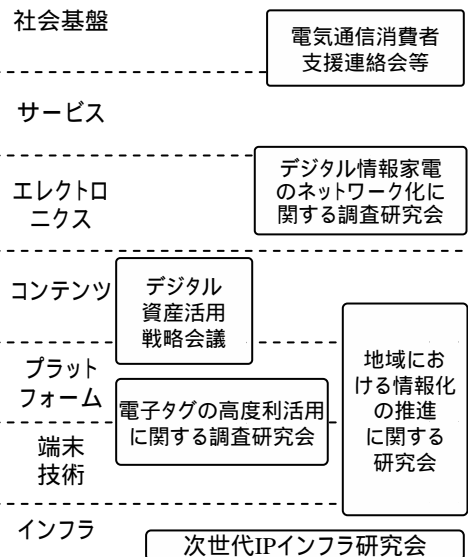 社会基盤
電気通信消費者
支援連絡会等
サービス
デジタル情報家電
のネットワーク化に
関する調査研究会
エレクトロ
ニクス
コンテンツ
デジタル
資産活用
戦略会議
地域にお
ける情報化
の推進
に関する
研究会
プラット
フォーム
電子タグの高度利活用
に関する調査研究会
端末
技術
インフラ
次世代IPインフラ研究会